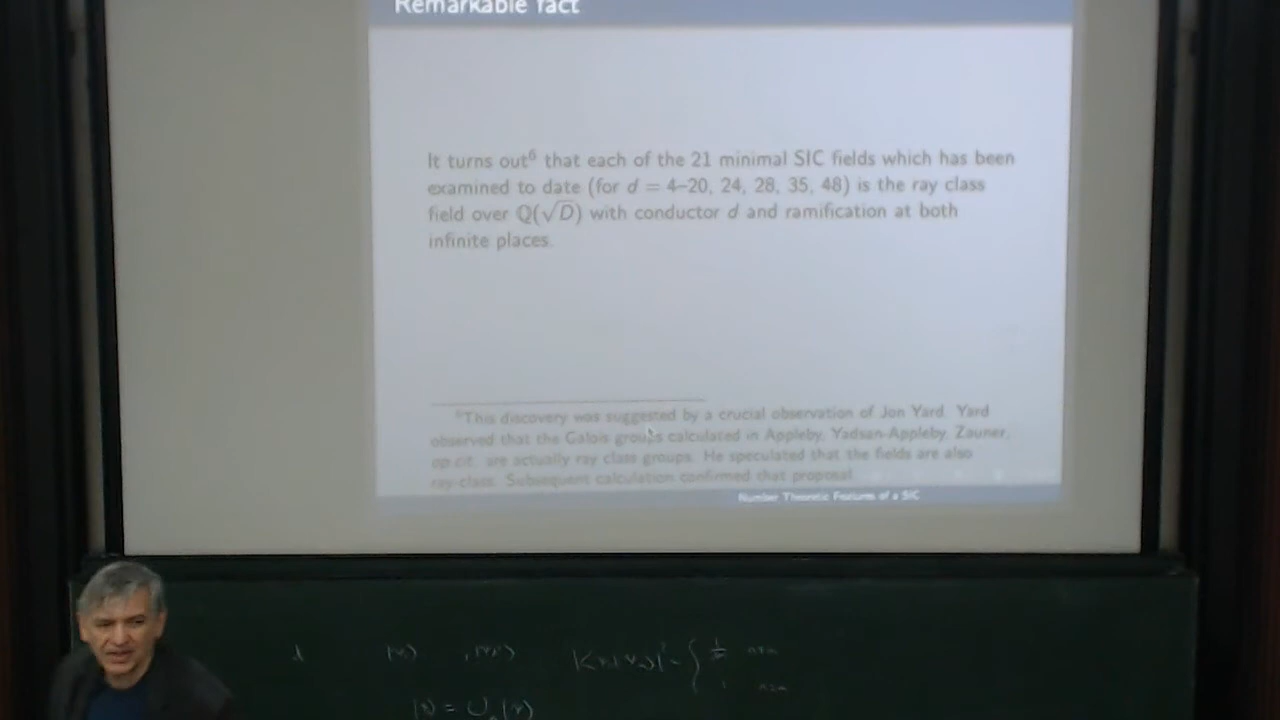 Remarkable fact
It turns out⁶ that each of the 21 minimal SIC fields which has been
examined to date (for d = 4–20, 24, 28, 35, 48) is the ray class
field over Q(√D) with conductor d and ramification at both
infinite places.
⁶This discovery was suggested by a crucial observation of Jon Yard. Yard
observed that the Galois groups calculated in Appleby, Yadsan-Appleby, Zauner,
op.cit. are actually ray class groups. He speculated that the fields are also
ray class. Subsequent calculation confirmed that proposal.
Number Theoretic Features of a SIC